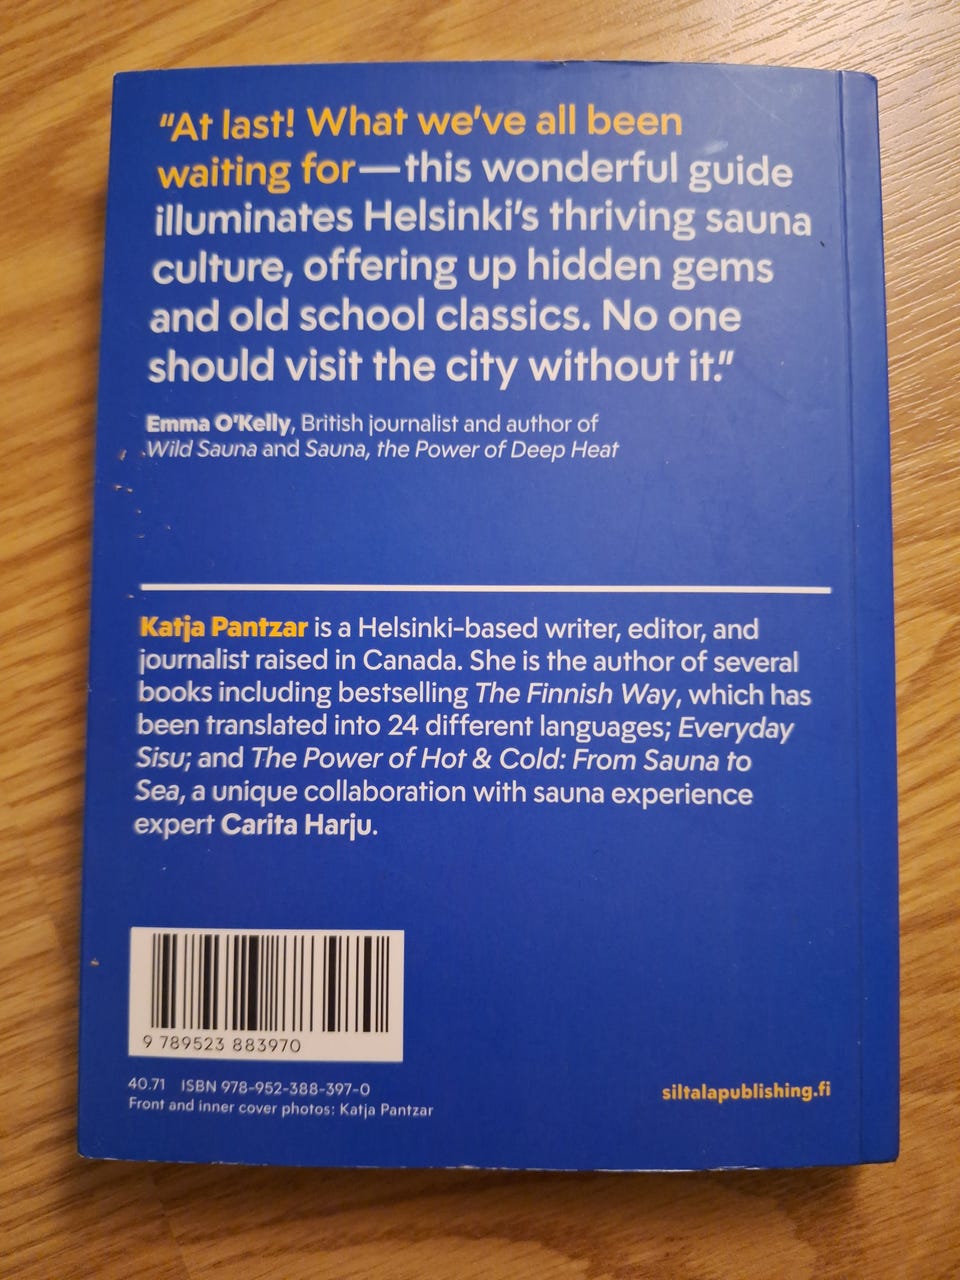 "At last! What we've all been
waiting for—this wonderful guide
illuminates Helsinki's thriving sauna
culture, offering up hidden gems
and old school classics. No one
should visit the city without it."
Emma O'Kelly, British journalist and author of
Wild Sauna and Sauna, the Power of Deep Heat
Katja Pantzar is a Helsinki-based writer, editor, and
journalist raised in Canada. She is the author of several
books including bestselling The Finnish Way, which has
been translated into 24 different languages; Everyday
Sisu; and The Power of Hot & Cold: From Sauna to
Sea, a unique collaboration with sauna experience
expert Carita Harju.
9 789523 883970
40.71 ISBN 978-952-388-397-0
Front and inner cover photos: Katja Pantzar
siltalapublishing.fi